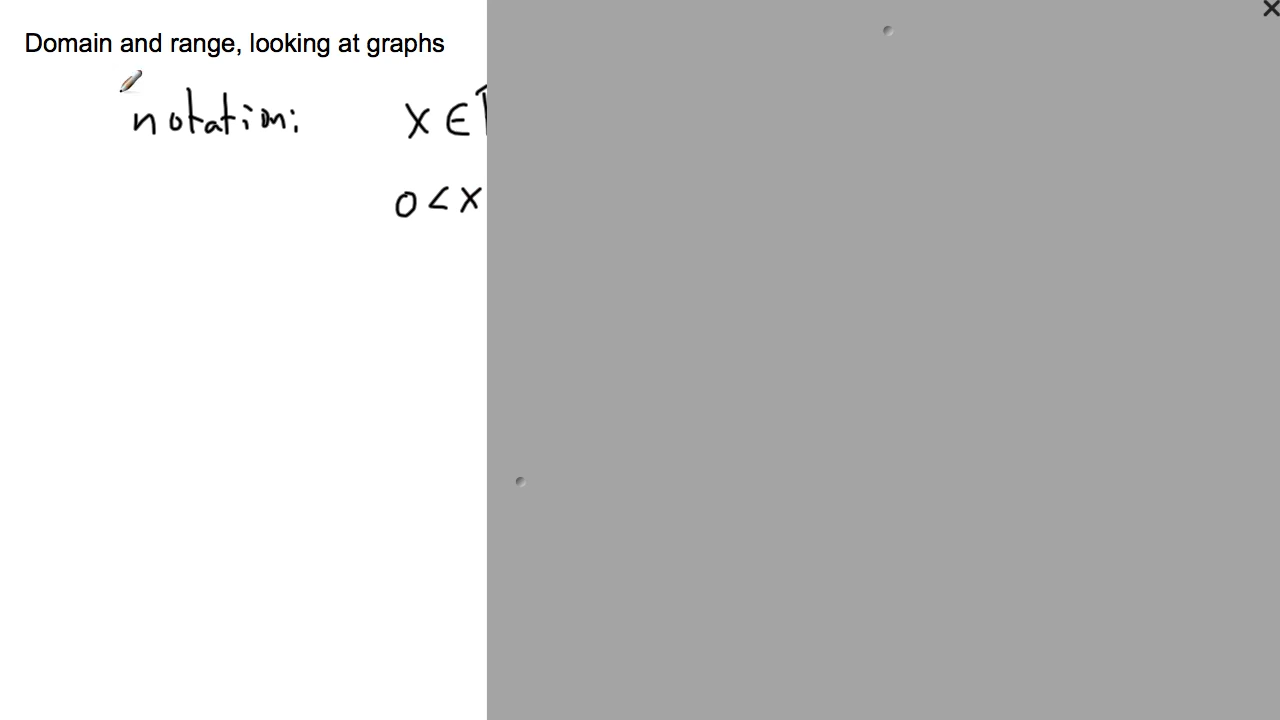 Domain and range, looking at graphs
notation: x ∈
0 < x